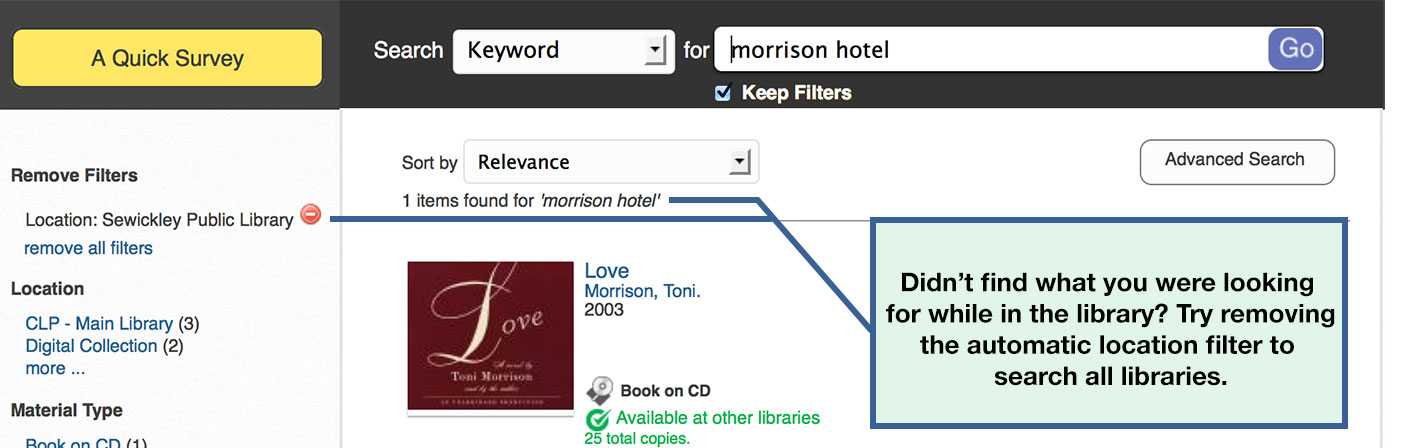 A Quick Survey
Search Keyword for morrison hotel Go
Keep Filters
Remove Filters
Location: Sewickley Public Library
remove all filters
Location
CLP - Main Library (3)
Digital Collection (2)
more ...
Material Type
Book on CD (1)
Sort by Relevance
Advanced Search
1 items found for 'morrison hotel'
Love
A novel by
Toni Morrison
read by the author
Love
Morrison, Toni.
2003
Book on CD
Available at other libraries
25 total copies.
Didn't find what you were looking
for while in the library? Try removing
the automatic location filter to
search all libraries.